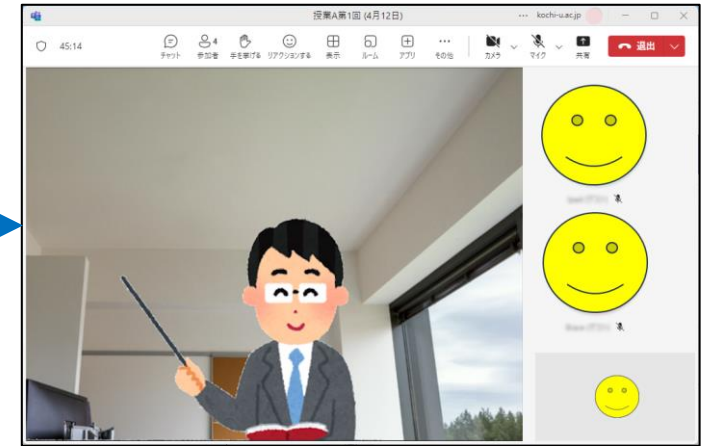 授業A第1回 (4月12日)
··· kochi-u.ac.jp
45:14
チャット
4
参加者
手を挙げる
リアクションする
表示
ルーム
アプリ
その他
カメラ
マイク
共有
退出